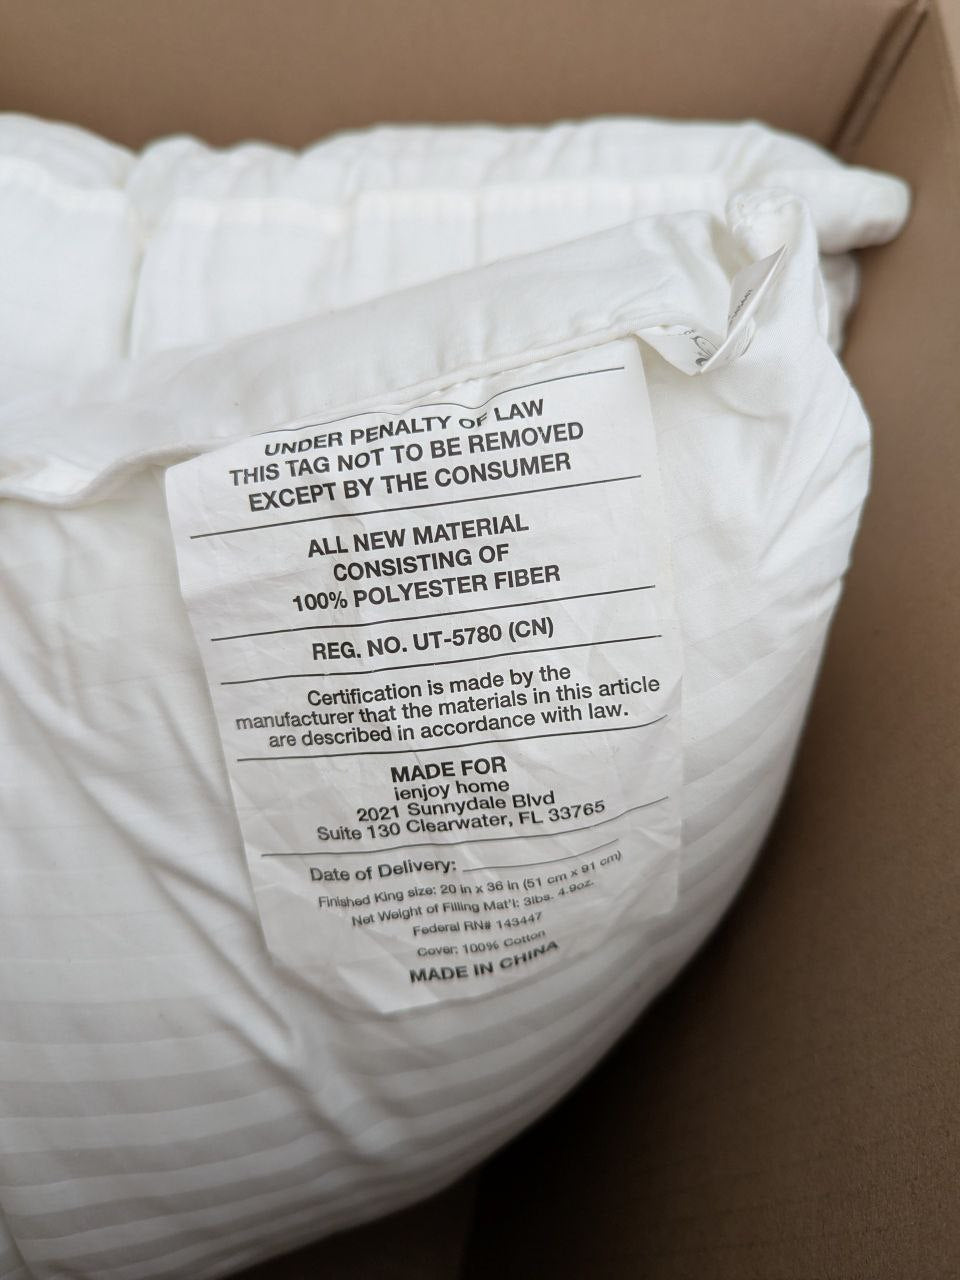 UNDER PENALTY OF LAW
THIS TAG NOT TO BE REMOVED
EXCEPT BY THE CONSUMER
ALL NEW MATERIAL
CONSISTING OF
100% POLYESTER FIBER
REG. NO. UT-5780 (CN)
Certification is made by the
manufacturer that the materials in this article
are described in accordance with law.
MADE FOR
ienjoy home
2021 Sunnydale Blvd
Suite 130 Clearwater, FL 33765
Date of Delivery:
Finished King size: 20 in x 36 in (51 cm x 91 cm)
Net Weight of Filling Mat'l: 3lbs. 4.9oz.
Federal RN# 143447
Cover: 100% Cotton
MADE IN CHINA